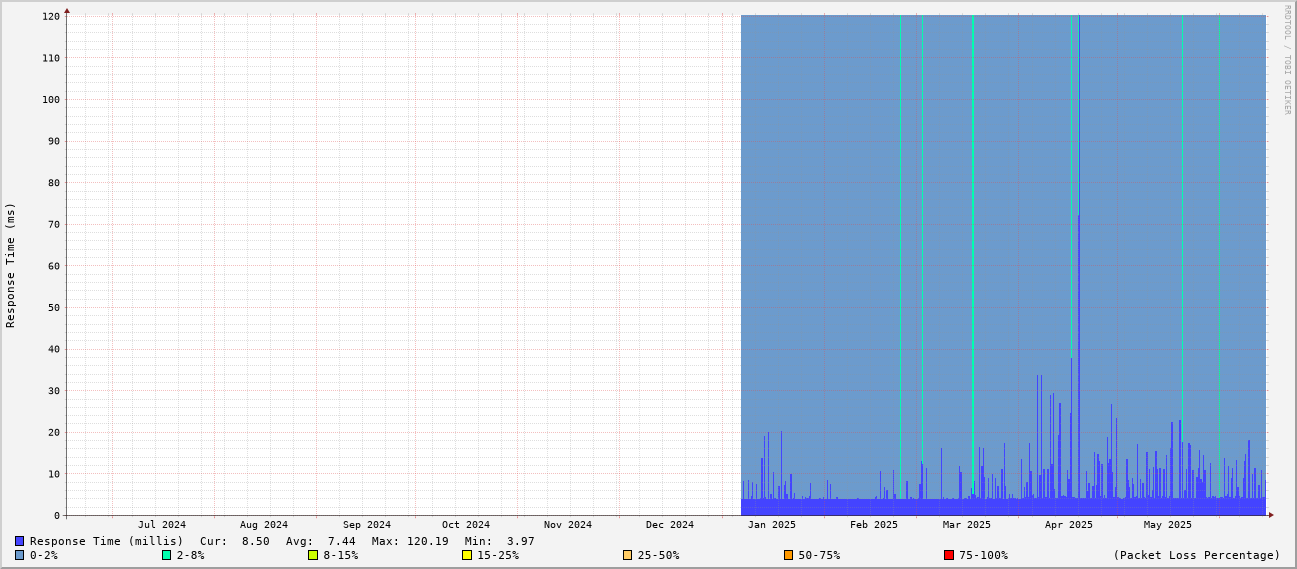 RRDTOOL / TOBI OETIKER
Response Time (ms)
120
110
100
90
80
70
60
50
40
30
20
10
0
Jul 2024 Aug 2024 Sep 2024 Oct 2024 Nov 2024 Dec 2024 Jan 2025 Feb 2025 Mar 2025 Apr 2025 May 2025
Response Time (millis) Cur: 8.50 Avg: 7.44 Max: 120.19 Min: 3.97
0-2% 2-8% 8-15% 15-25% 25-50% 50-75% 75-100% (Packet Loss Percentage)